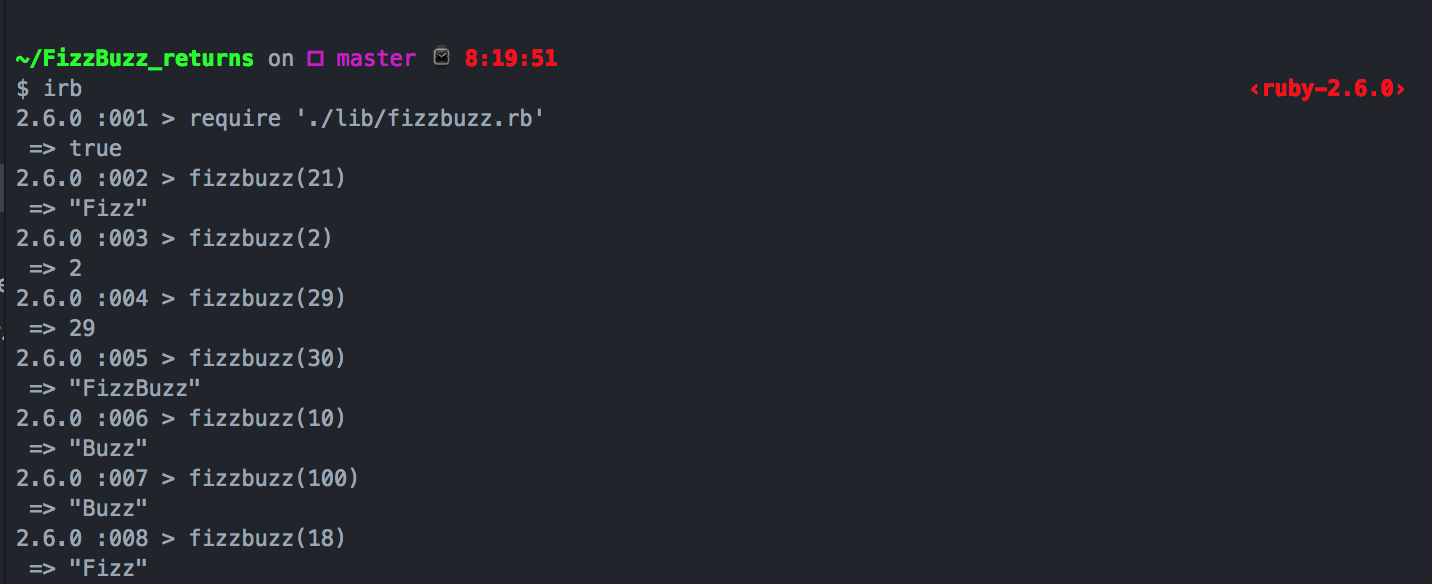 ~/FizzBuzz_returns on master 8:19:51
$ irb <ruby-2.6.0>
2.6.0 :001 > require './lib/fizzbuzz.rb'
=> true
2.6.0 :002 > fizzbuzz(21)
=> "Fizz"
2.6.0 :003 > fizzbuzz(2)
=> 2
2.6.0 :004 > fizzbuzz(29)
=> 29
2.6.0 :005 > fizzbuzz(30)
=> "FizzBuzz"
2.6.0 :006 > fizzbuzz(10)
=> "Buzz"
2.6.0 :007 > fizzbuzz(100)
=> "Buzz"
2.6.0 :008 > fizzbuzz(18)
=> "Fizz"